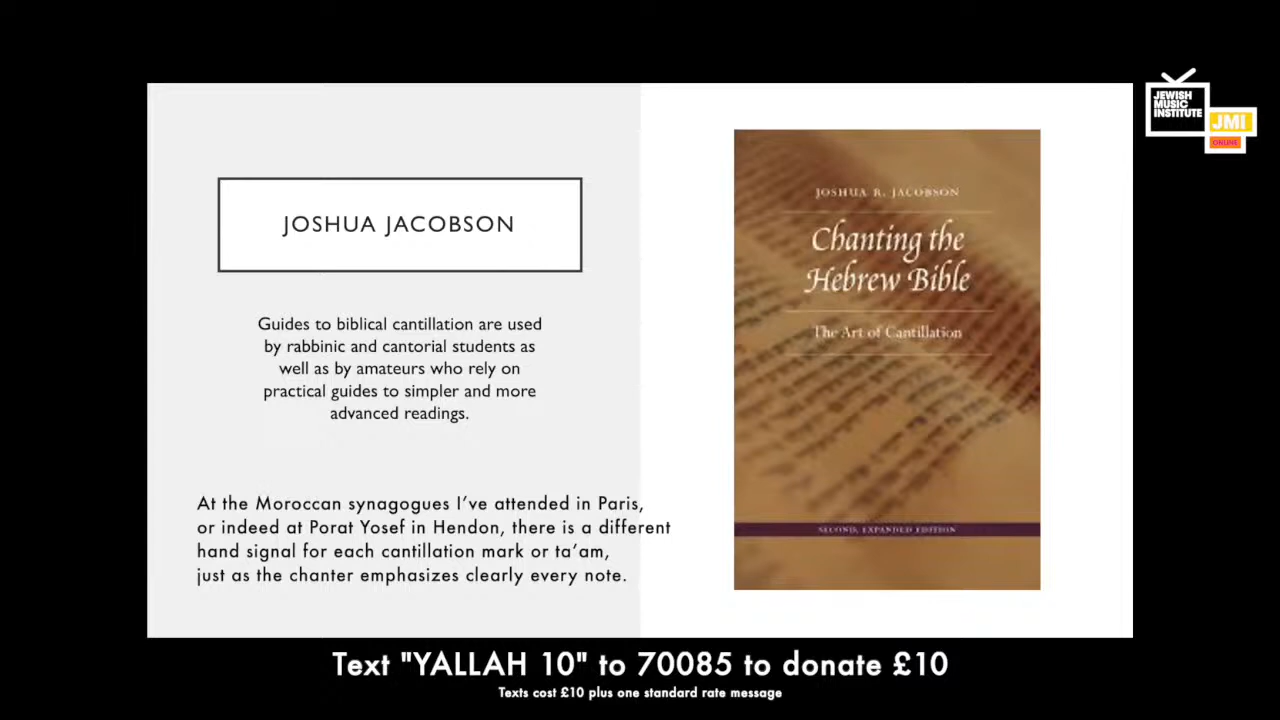 JEWISH
MUSIC
INSTITUTE
JMI
ONLINE
JOSHUA JACOBSON
Guides to biblical cantillation are used
by rabbinic and cantorial students as
well as by amateurs who rely on
practical guides to simpler and more
advanced readings.
At the Moroccan synagogues I’ve attended in Paris,
or indeed at Porat Yosef in Hendon, there is a different
hand signal for each cantillation mark or ta’am,
just as the chanter emphasizes clearly every note.
JOSHUA R. JACOBSON
Chanting the
Hebrew Bible
The Art of Cantillation
SECOND, EXPANDED EDITION
Text "YALLAH 10" to 70085 to donate £10
Texts cost £10 plus one standard rate message